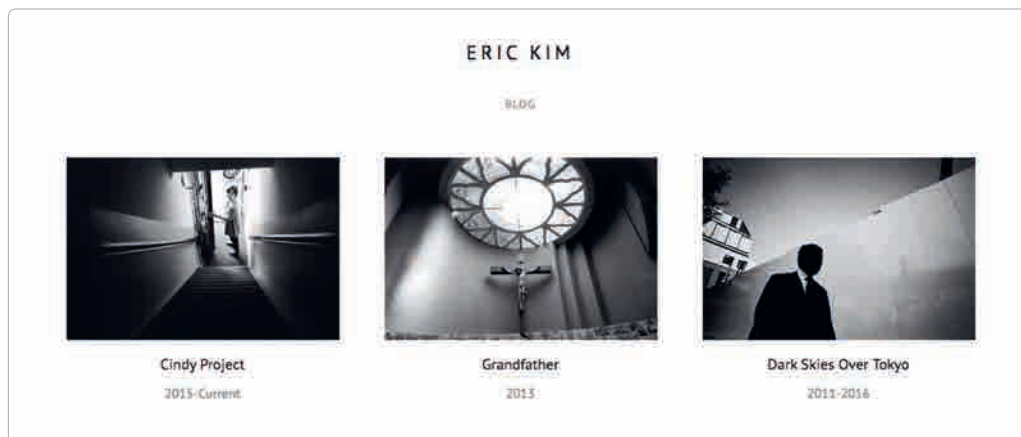 ERIC KIM
BLOG
Cindy Project
2015-Current
Grandfather
2013
Dark Skies Over Tokyo
2011-2016